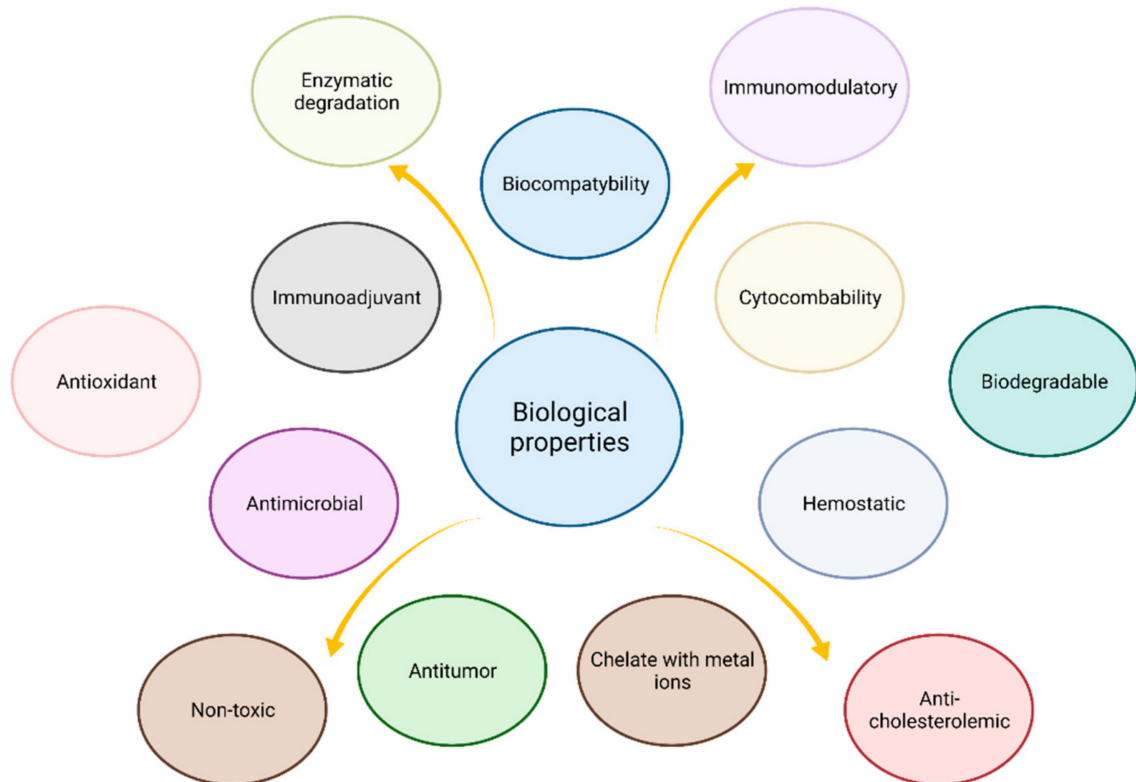 Enzymatic
degradation
Immunomodulatory
Biocompatybility
Immunoadjuvant
Cytocombability
Antioxidant
Biodegradable
Biological
properties
Antimicrobial
Hemostatic
Non-toxic
Antitumor
Chelate with metal
ions
Anti-
cholesterolemic